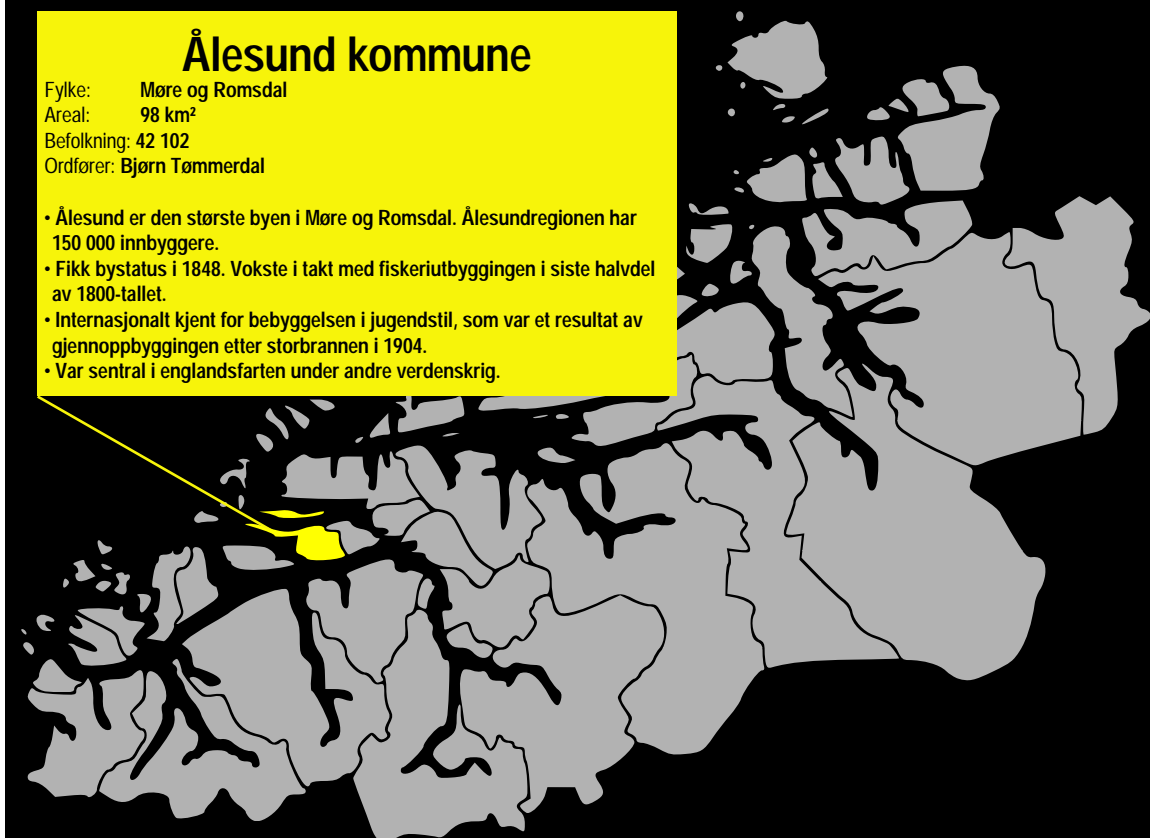 Ålesund kommune
Fylke: Møre og Romsdal
Areal: 98 km²
Befolkning: 42 102
Ordfører: Bjørn Tømmerdal
• Ålesund er den største byen i Møre og Romsdal. Ålesundregionen har
150 000 innbyggere.
• Fikk bystatus i 1848. Vokste i takt med fiskeriutbyggingen i siste halvdel
av 1800-tallet.
• Internasjonalt kjent for bebyggelsen i jugendstil, som var et resultat av
gjennoppbyggingen etter storbrannen i 1904.
• Var sentral i englandsfarten under andre verdenskrig.